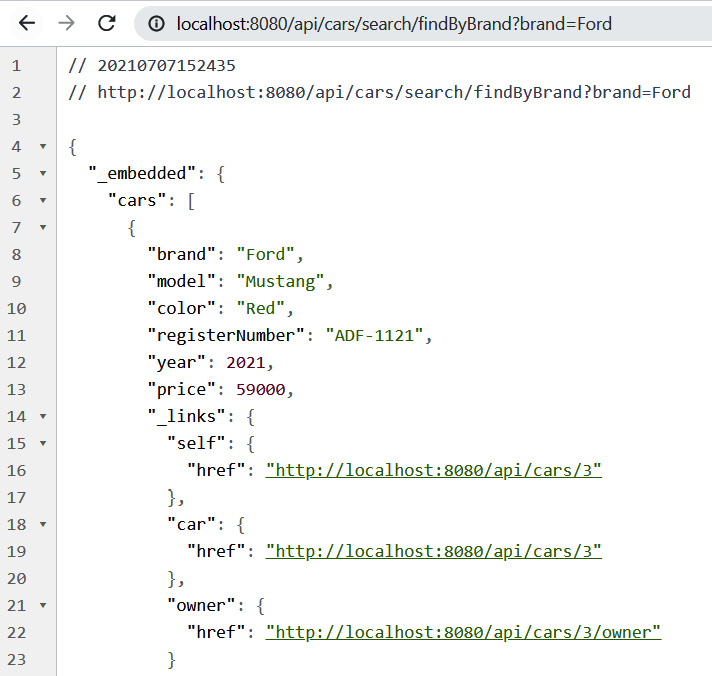 localhost:8080/api/cars/search/findByBrand?brand=Ford
1 // 20210707152435
2 // http://localhost:8080/api/cars/search/findByBrand?brand=Ford
3
4 {
5 "_embedded": {
6 "cars": [
7 {
8 "brand": "Ford",
9 "model": "Mustang",
10 "color": "Red",
11 "registerNumber": "ADF-1121",
12 "year": 2021,
13 "price": 59000,
14 "_links": {
15 "self": {
16 "href": "http://localhost:8080/api/cars/3"
17 },
18 "car": {
19 "href": "http://localhost:8080/api/cars/3"
20 },
21 "owner": {
22 "href": "http://localhost:8080/api/cars/3/owner"
23 }